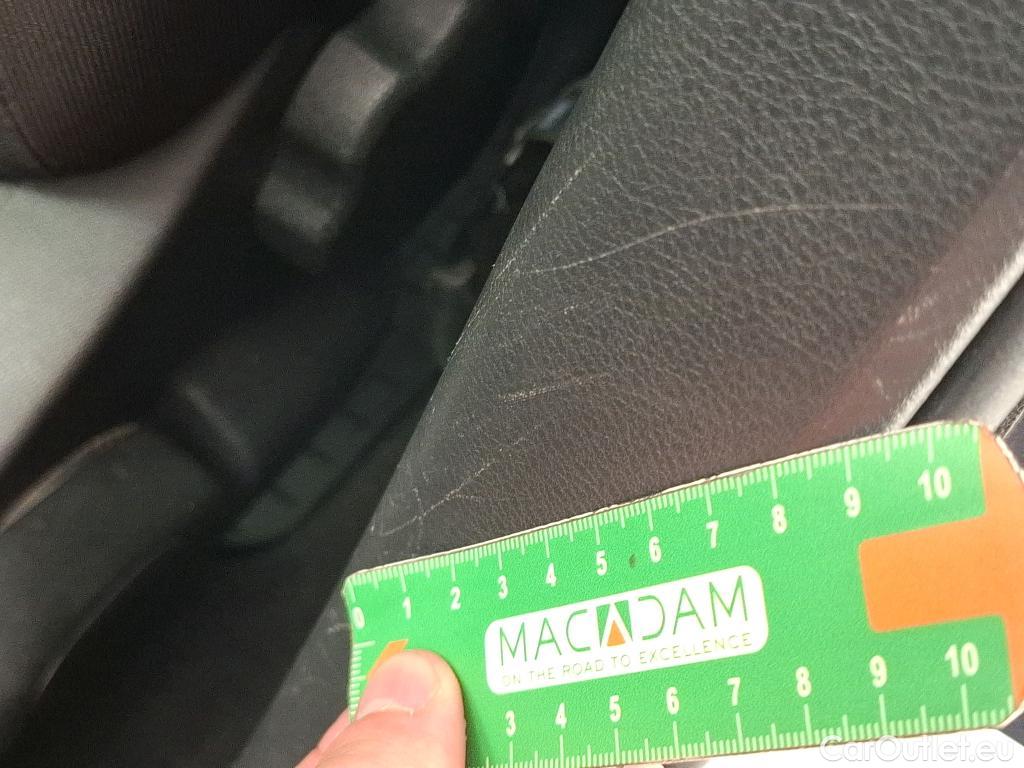 0 1 2 3 4 5 6 7 8 9 10
MACADAM
ON THE ROAD TO EXCELLENCE
3 4 5 6 7 8 9 10
CarOutlet.eu